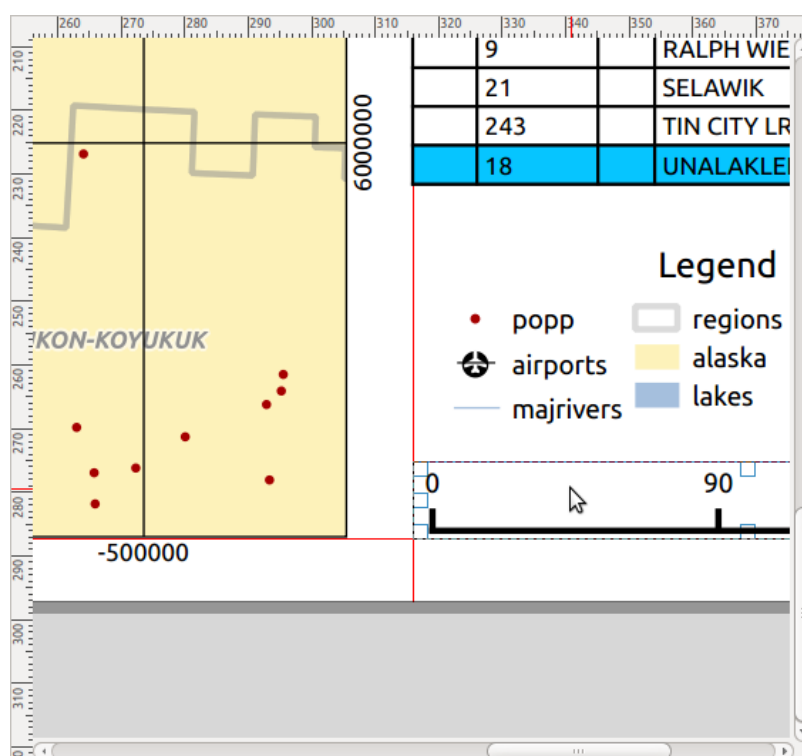 260 270 280 290 300 310 320 330 340 350 360 370
210
220
230
240
250
260
270
280
290
300
310
9 RALPH WIE
21 SELAWIK
243 TIN CITY LR
18 UNALAKLE
6000000
KON-KOYUKUK
-500000
Legend
popp
airports
majrivers
regions
alaska
lakes
0 90